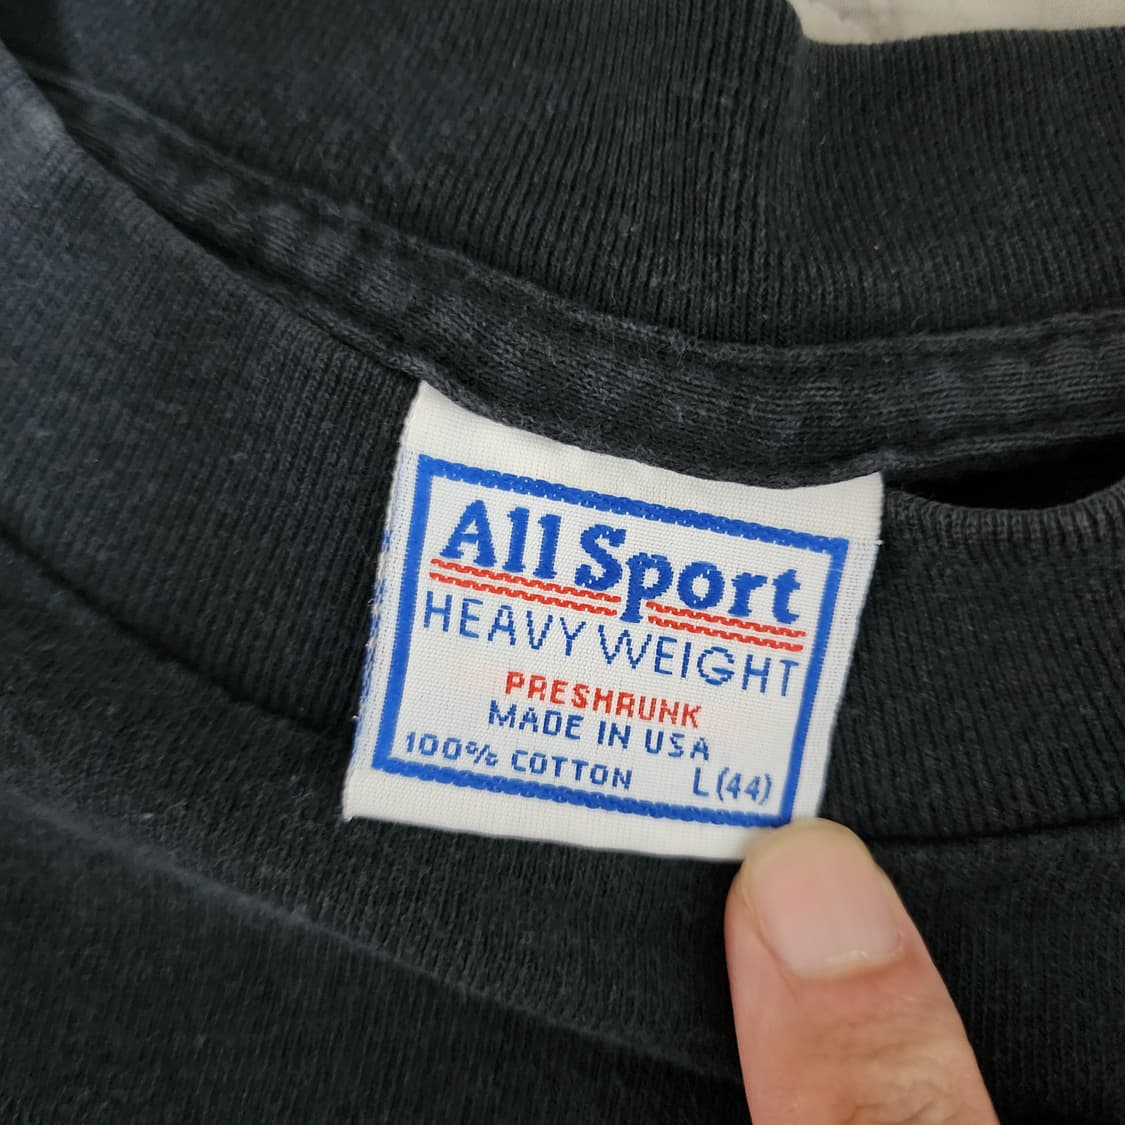 All Sport
HEAVY WEIGHT
PRESHRUNK
MADE IN USA
100% COTTON L(44)